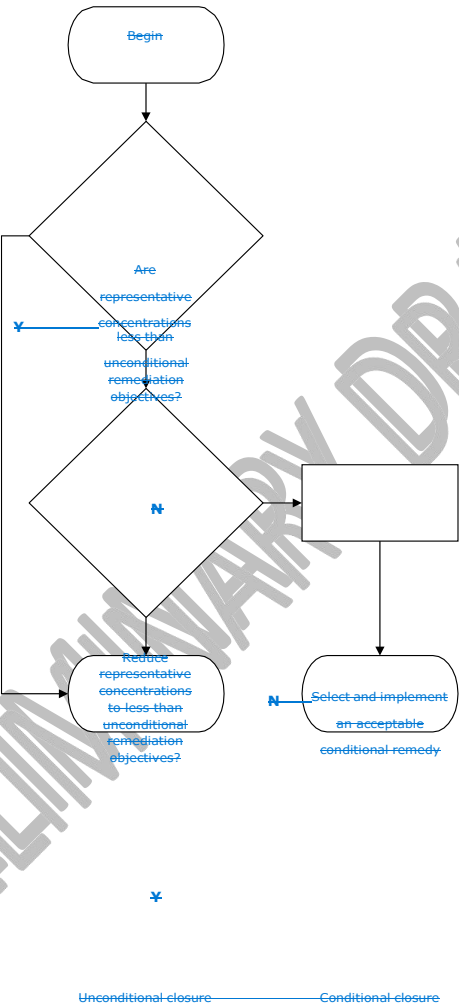 Begin
Are
representative
Y concentrations
less than
unconditional
remediation
objectives?
N
Reduce
representative
concentrations
to less than
unconditional
remediation
objectives?
N Select and implement
an acceptable
conditional remedy
Y
Unconditional closure Conditional closure